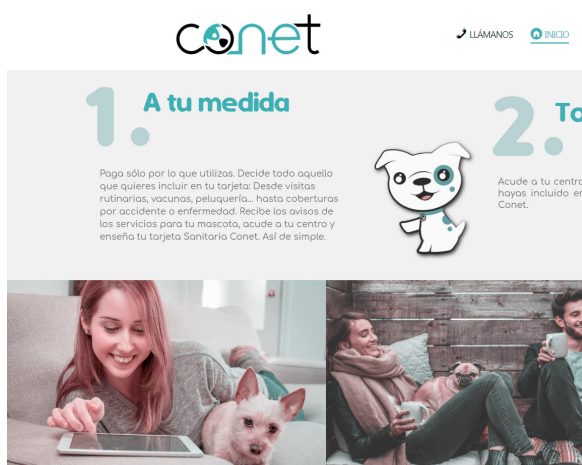 conet
LLÁMANOS
INICIO
1.
A tu medida
Paga sólo por lo que utilizas. Decide todo aquello
que quieres incluir en tu tarjeta: Desde visitas
rutinarias, vacunas, peluquería... hasta coberturas
por accidente o enfermedad. Recibe los avisos de
los servicios para tu mascota, acude a tu centro y
enseña tu tarjeta Sanitaria Conet. Así de simple.
2.
To
Acude a tu centro
hayas incluido en
Conet.